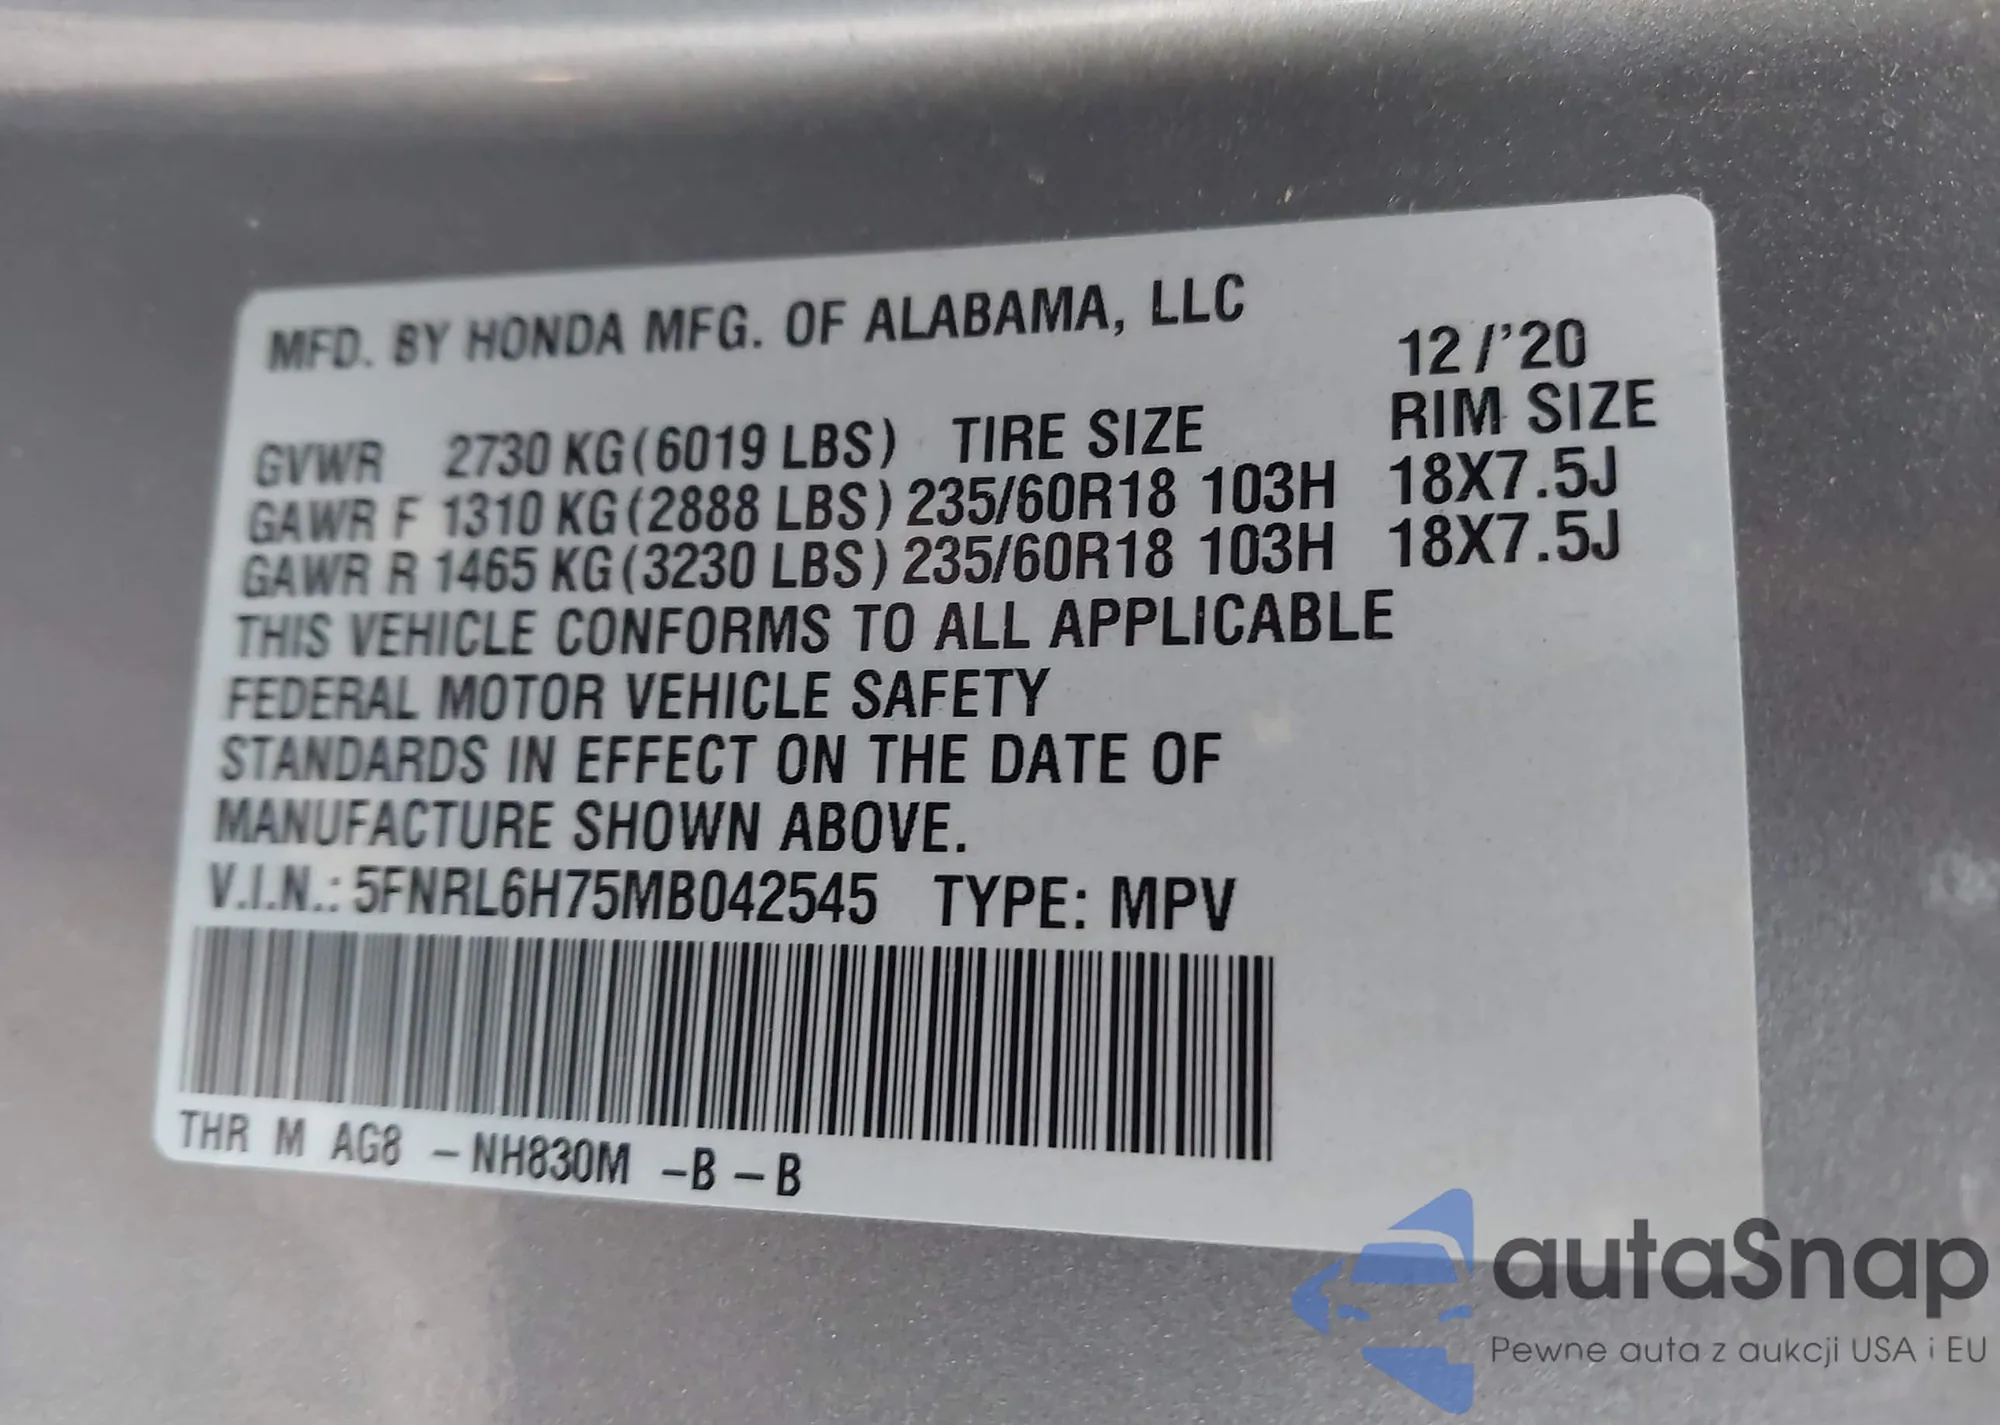 MFD. BY HONDA MFG. OF ALABAMA, LLC
12/'20
GVWR 2730 KG (6019 LBS) TIRE SIZE RIM SIZE
GAWR F 1310 KG (2888 LBS) 235/60R18 103H 18X7.5J
GAWR R 1465 KG (3230 LBS) 235/60R18 103H 18X7.5J
THIS VEHICLE CONFORMS TO ALL APPLICABLE
FEDERAL MOTOR VEHICLE SAFETY
STANDARDS IN EFFECT ON THE DATE OF
MANUFACTURE SHOWN ABOVE.
V.I.N.: 5FNRL6H75MB042545 TYPE: MPV
THR M AG8 – NH830M –B – B
autaSnap
Pewne auta z aukcji USA i EU